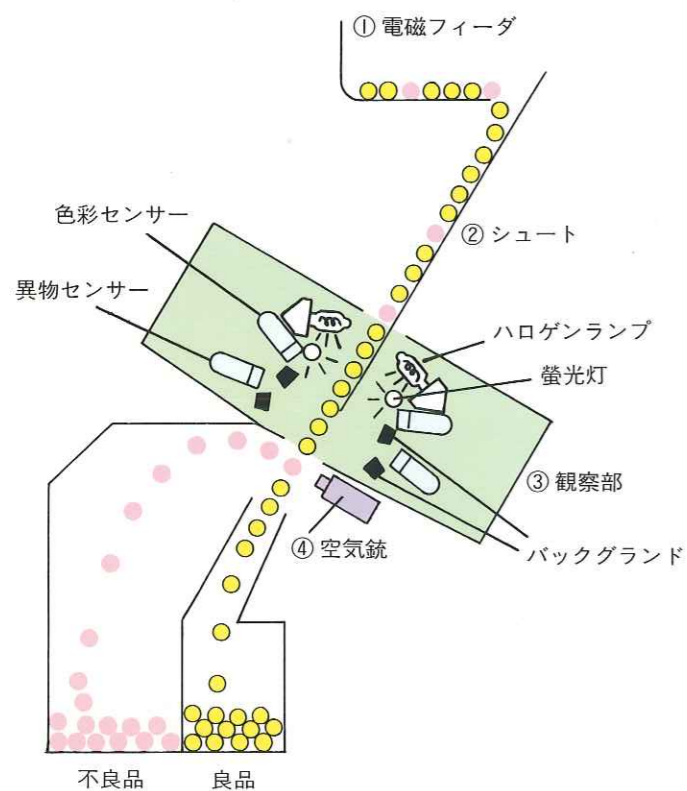 ① 電磁フィーダ
② シュート
色彩センサー
異物センサー
ハロゲンランプ
螢光灯
③ 観察部
④ 空気銃
バックグランド
不良品
良品